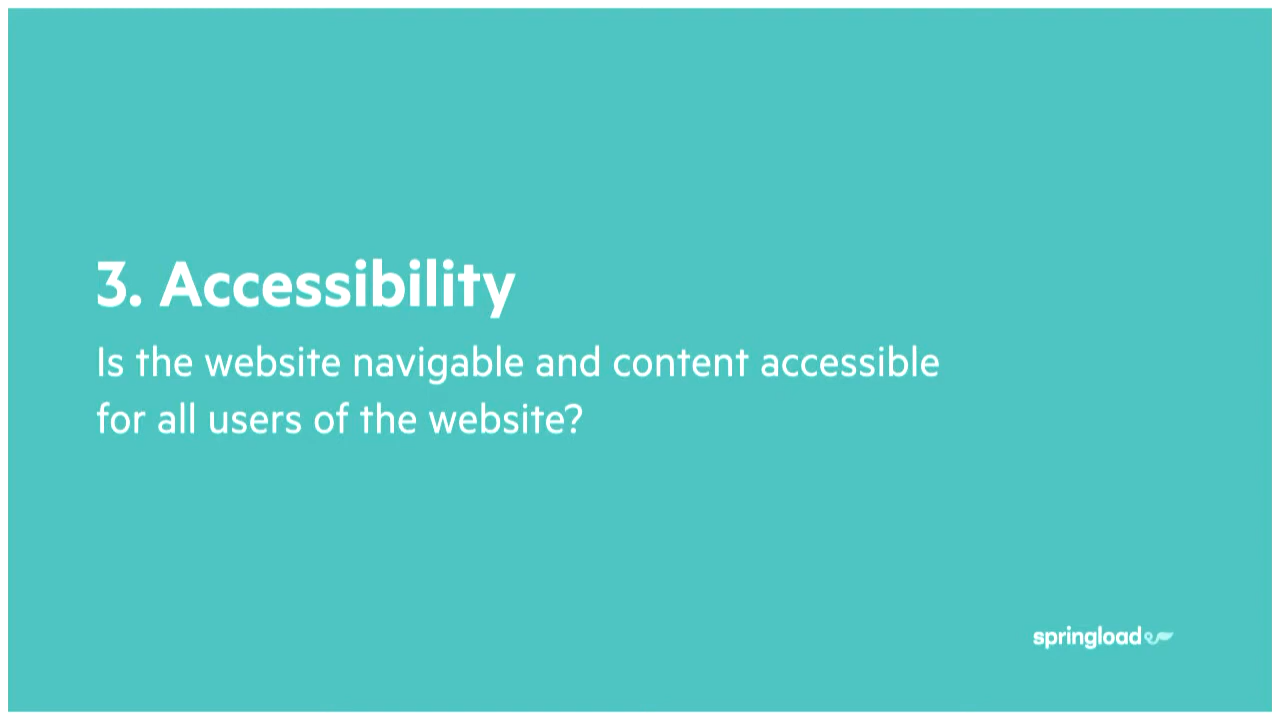 3. Accessibility
Is the website navigable and content accessible
for all users of the website?
springload